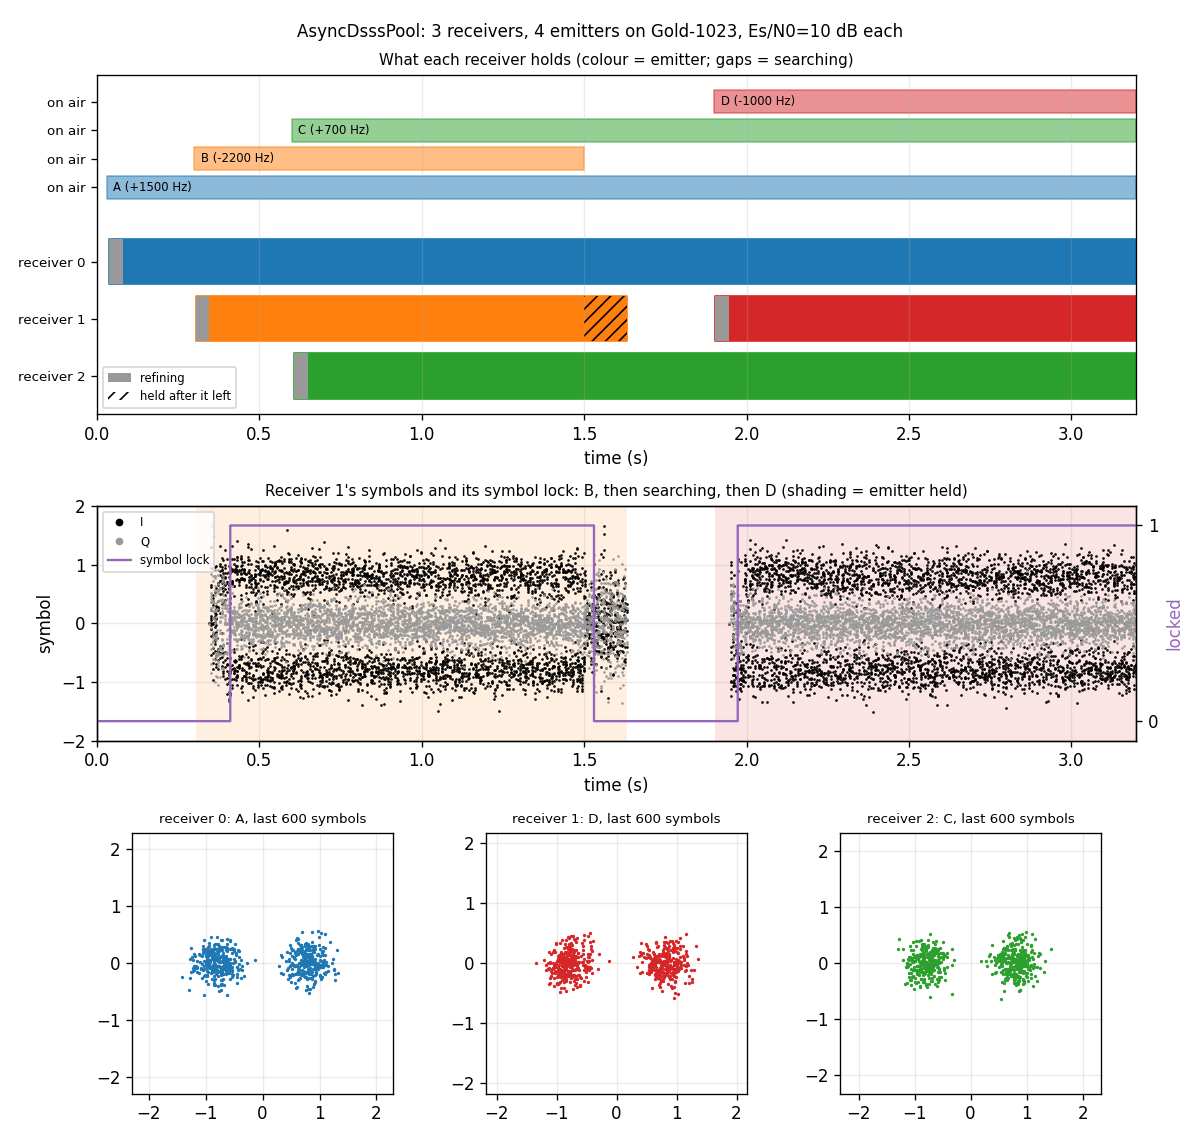 AsyncDsssPool: 3 receivers, 4 emitters on Gold-1023, Es/N0=10 dB each
What each receiver holds (colour = emitter; gaps = searching)
on air
D (-1000 Hz)
on air
C (+700 Hz)
on air
B (-2200 Hz)
on air
A (+1500 Hz)
receiver 0
receiver 1
receiver 2
refining
held after it left
0.0 0.5 1.0 1.5 2.0 2.5 3.0
time (s)
Receiver 1's symbols and its symbol lock: B, then searching, then D (shading = emitter held)
2
1
0
−1
−2
symbol
I
Q
symbol lock
1
0
locked
0.0 0.5 1.0 1.5 2.0 2.5 3.0
time (s)
receiver 0: A, last 600 symbols
2
1
0
−1
−2
−2 −1 0 1 2
receiver 1: D, last 600 symbols
2
1
0
−1
−2
−2 −1 0 1 2
receiver 2: C, last 600 symbols
2
1
0
−1
−2
−2 −1 0 1 2